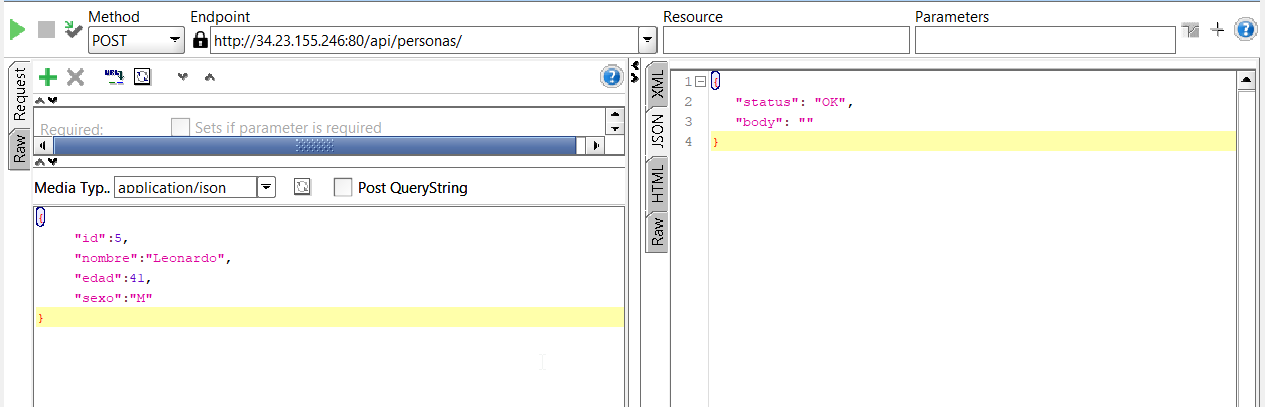 Method
Endpoint
Resource
Parameters
POST
http://34.23.155.246:80/api/personas/
Request
Raw
Required:
Sets if parameter is required
Media Typ..
application/json
Post QueryString
{
"id":5,
"nombre":"Leonardo",
"edad":41,
"sexo":"M"
}
XML
JSON
HTML
Raw
1 {
2 "status": "OK",
3 "body": ""
4 }